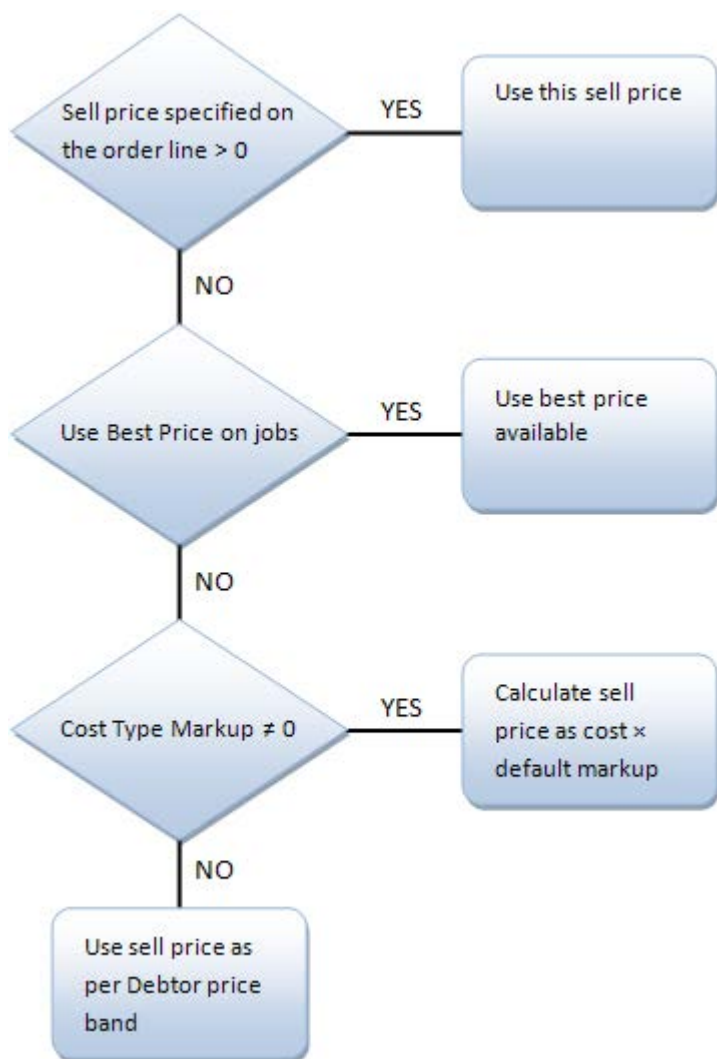 Sell price specified on
the order line > 0
YES
Use this sell price
NO
Use Best Price on jobs
YES
Use best price
available
NO
Cost Type Markup ≠ 0
YES
Calculate sell
price as cost ×
default markup
NO
Use sell price as
per Debtor price
band